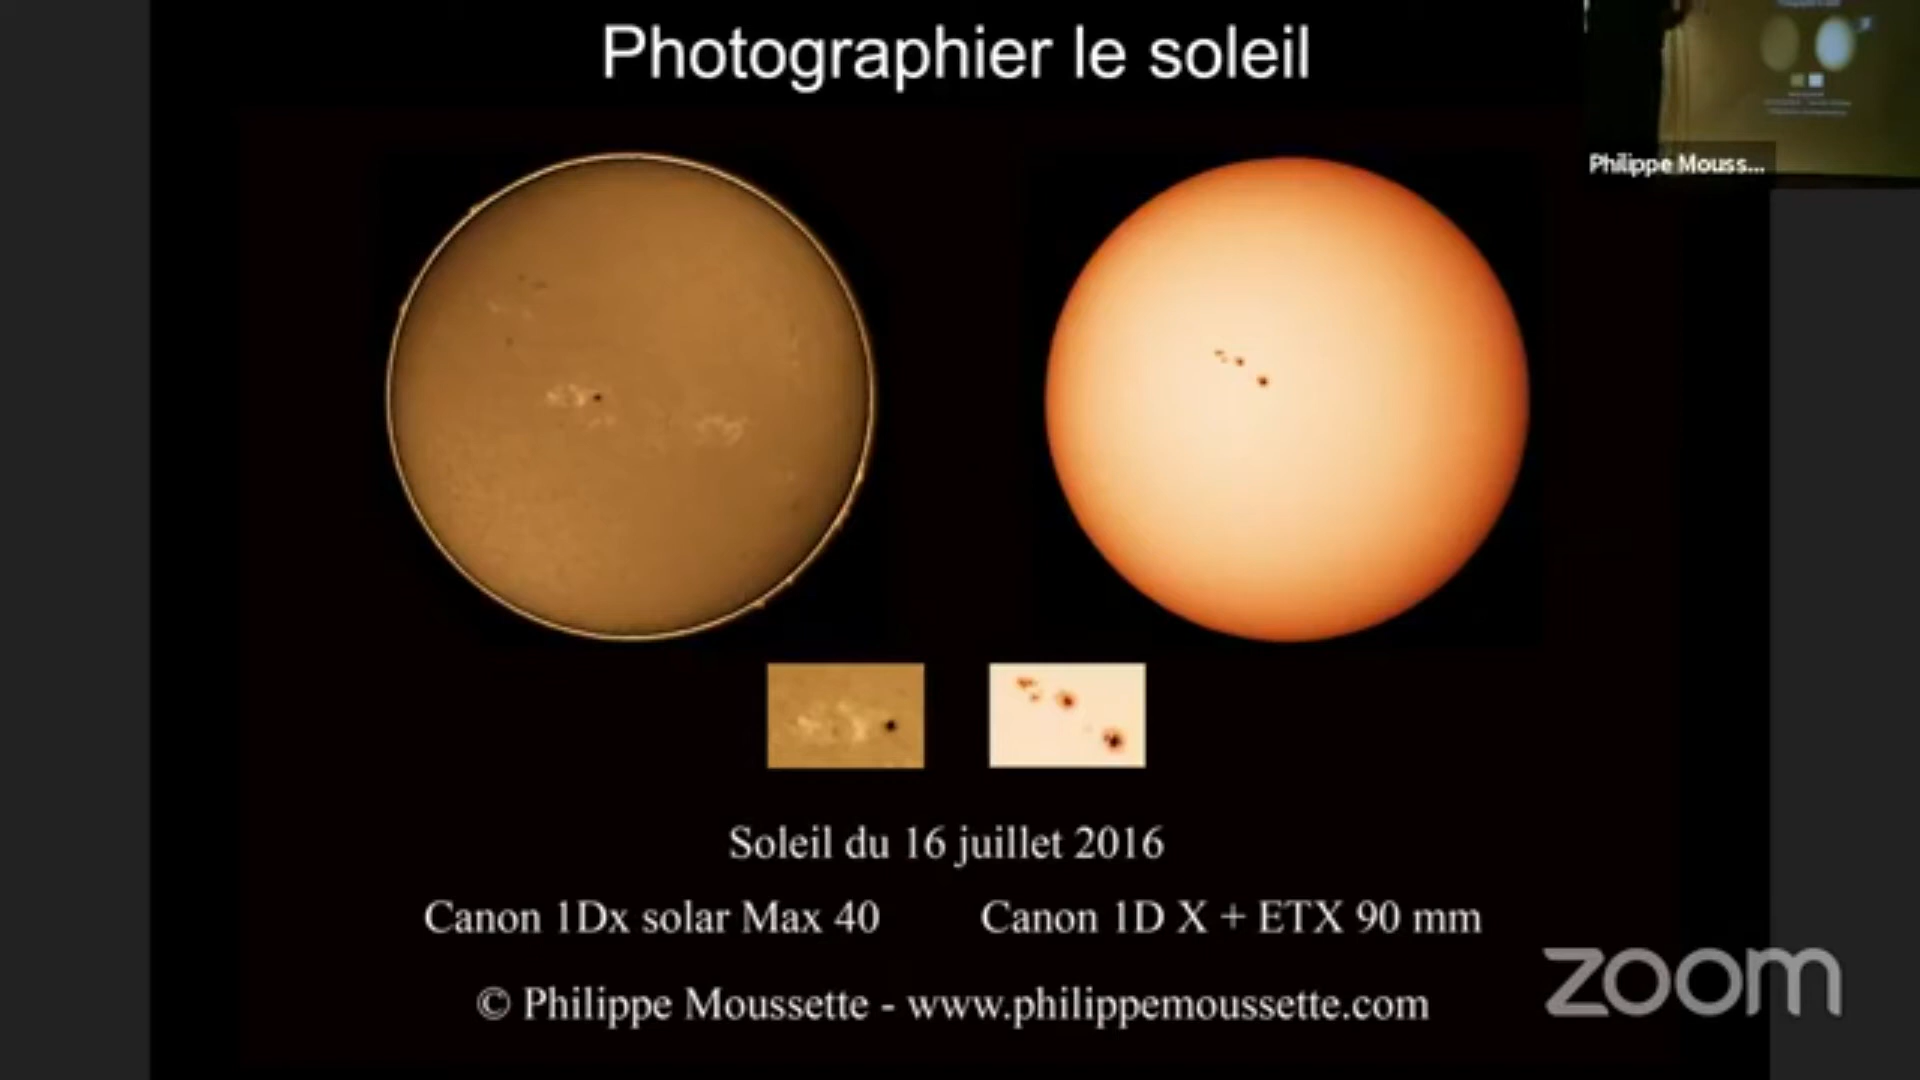 Photographier le soleil
Philippe Mouss...
Soleil du 16 juillet 2016
Canon 1Dx solar Max 40
Canon 1D X + ETX 90 mm
© Philippe Moussette - www.philippemoussette.com
zoom